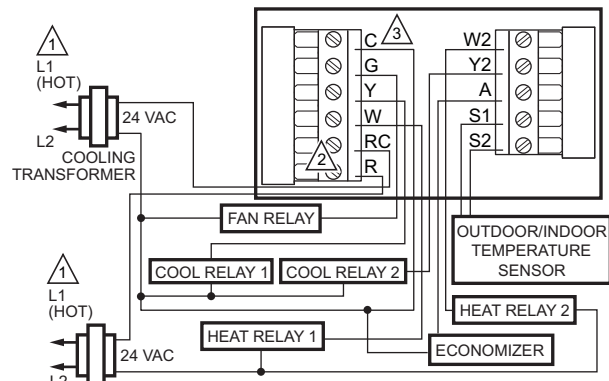 1
L1
(HOT)
L2
24 VAC
COOLING
TRANSFORMER
C
G
Y
W
RC
R
2
3
W2
Y2
A
S1
S2
FAN RELAY
COOL RELAY 1
COOL RELAY 2
OUTDOOR/INDOOR
TEMPERATURE
SENSOR
1
L1
(HOT)
L2
24 VAC
HEAT RELAY 1
HEAT RELAY 2
ECONOMIZER